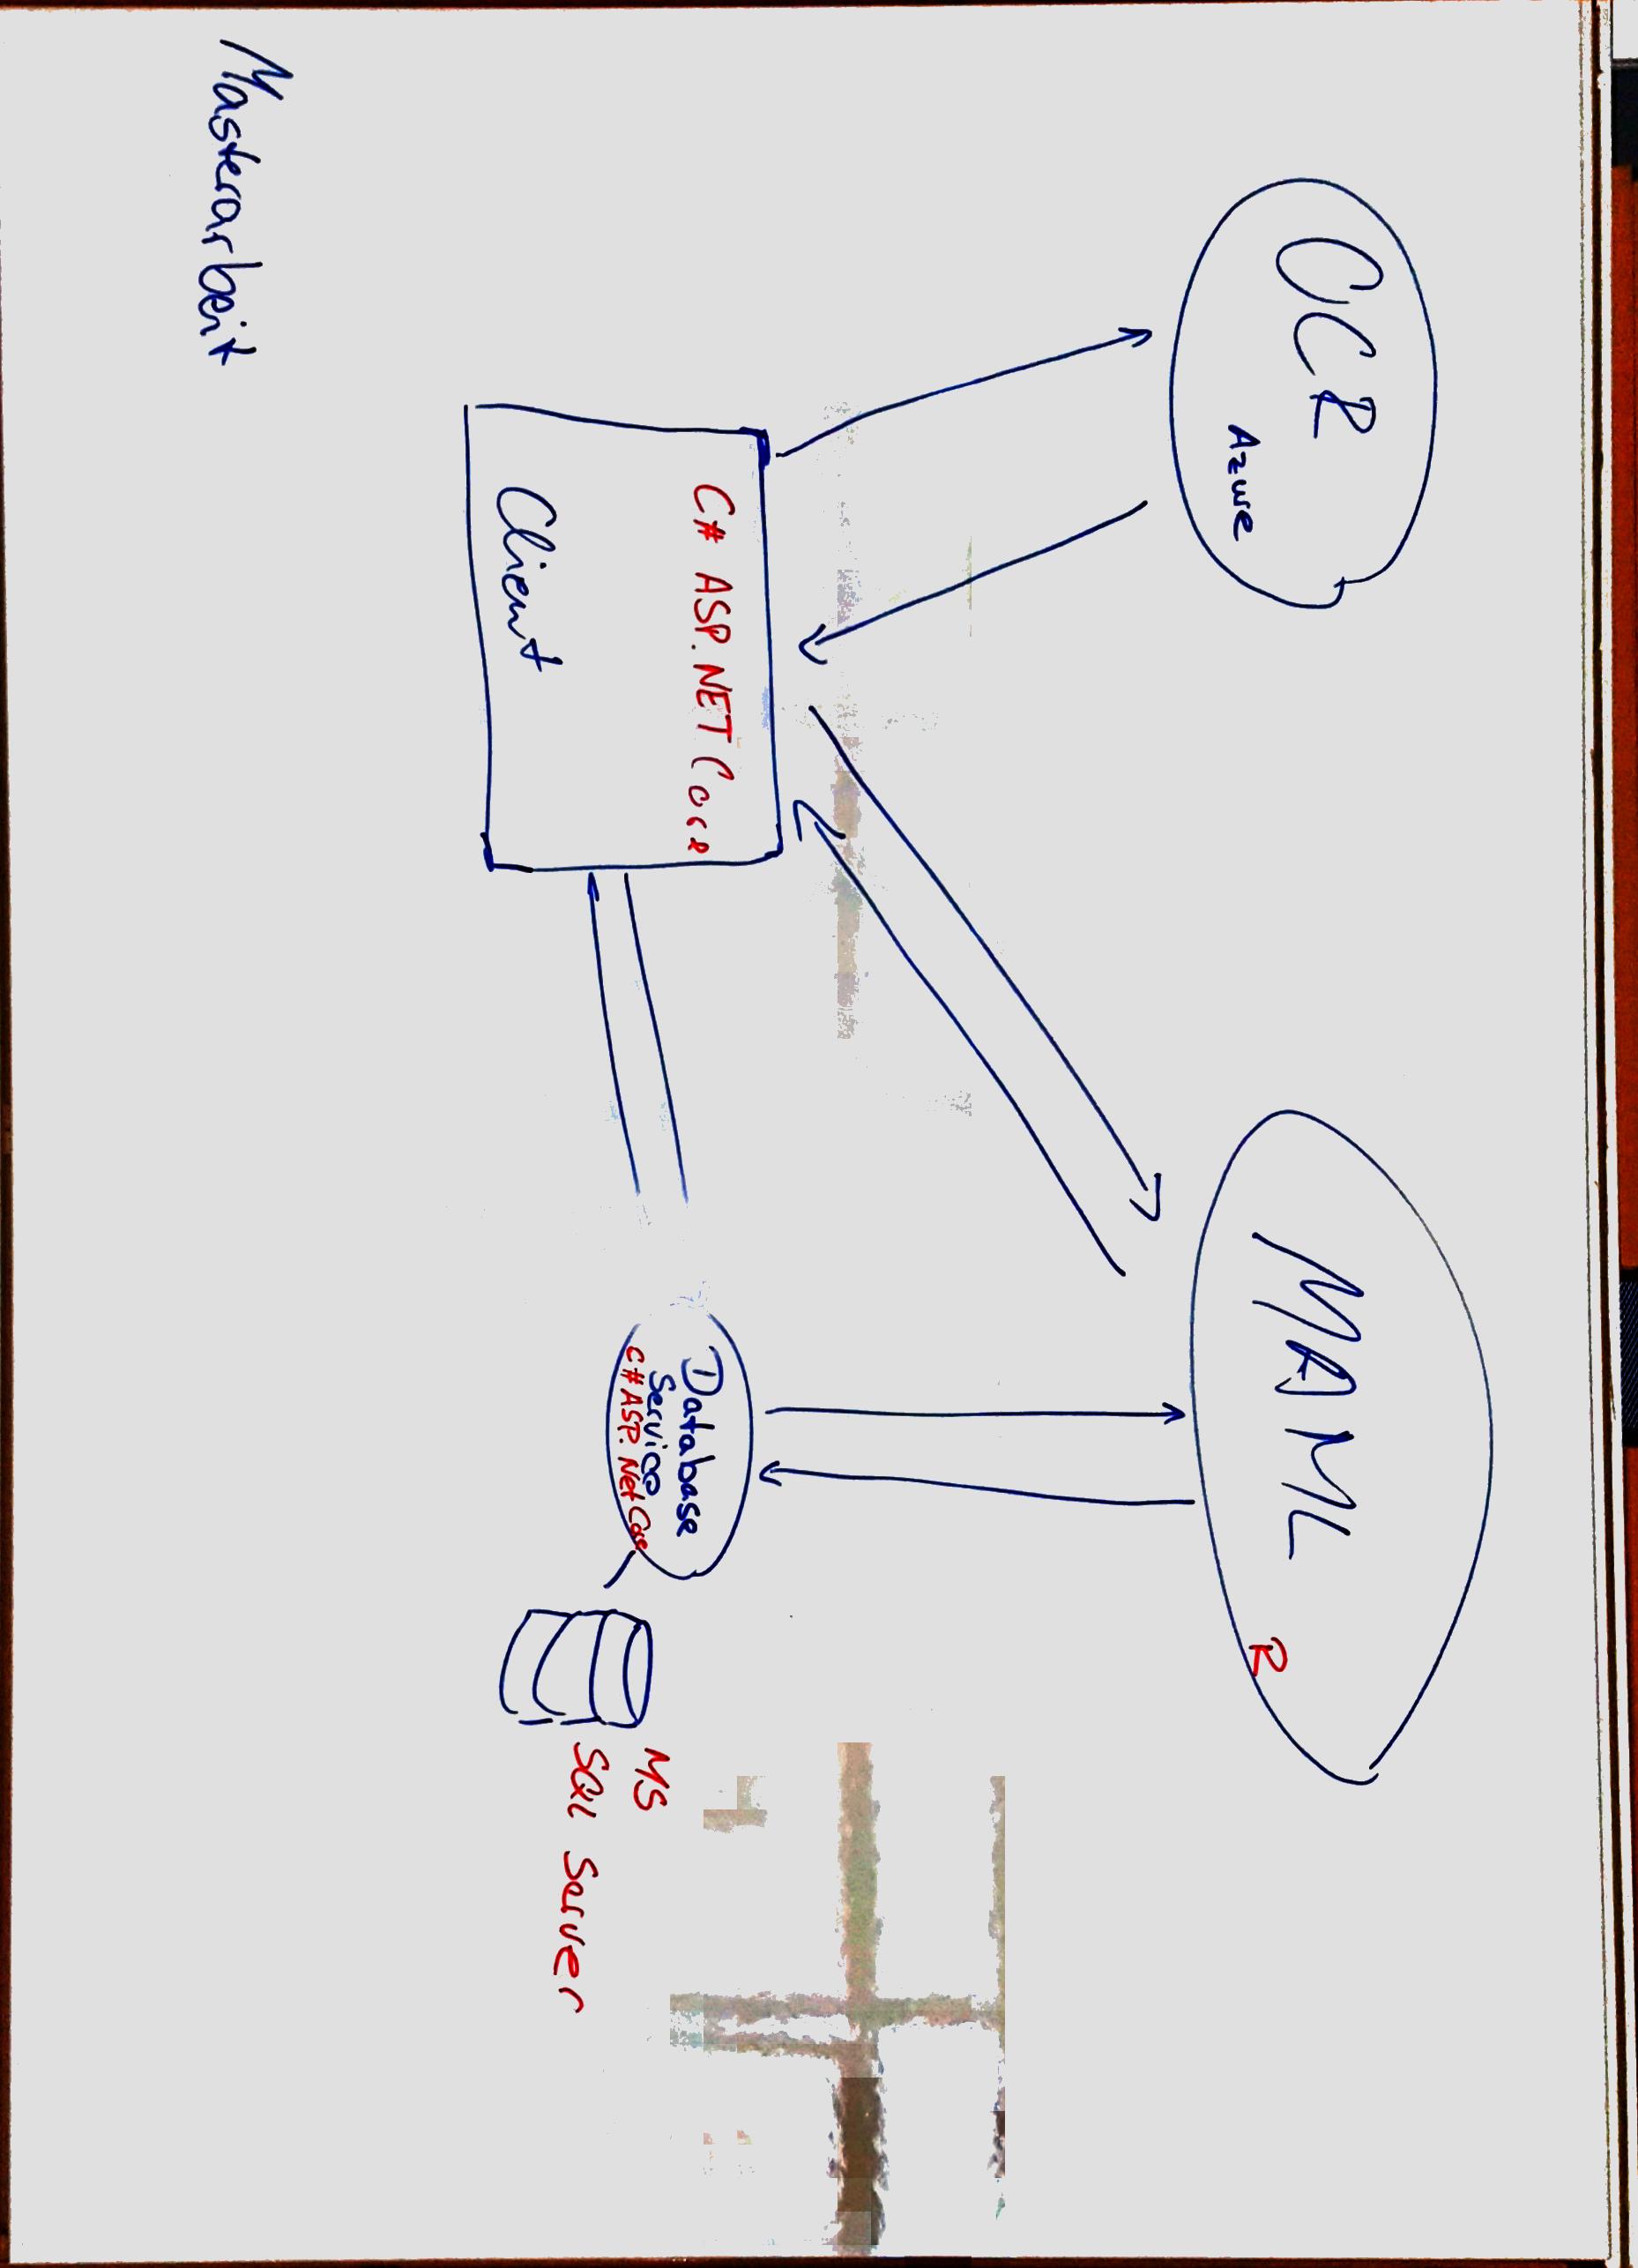 OCR
Azure
MAML
R
C# ASP.NET Core
Client
Database
Service
C# ASP.Net Core
MS
SQL Server
Masterarbeit